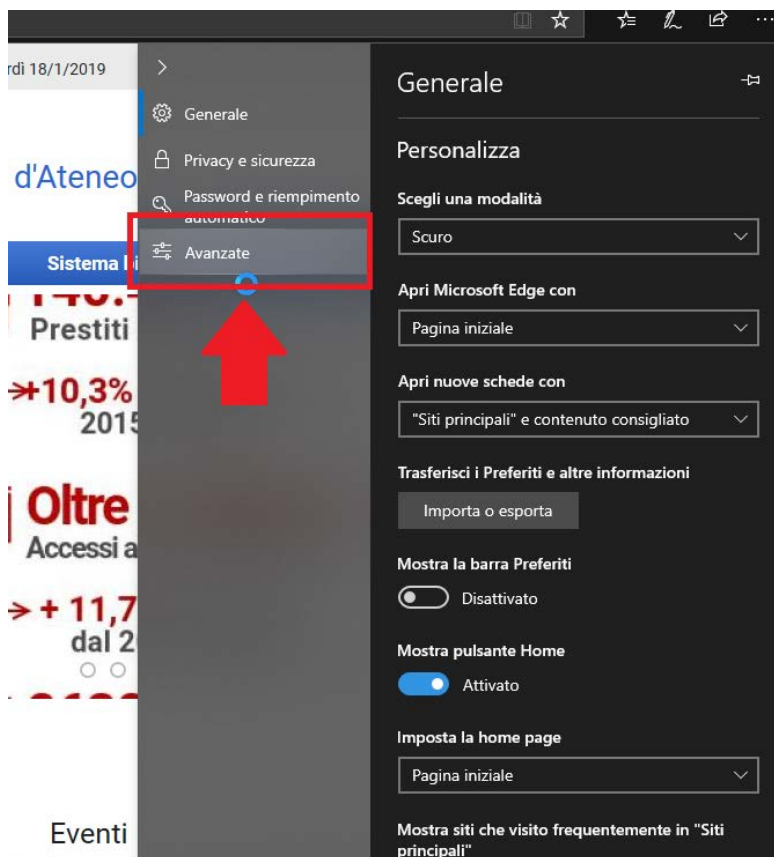 rdì 18/1/2019
d'Ateneo
Sistema
Prestiti
+10,3%
2015
Oltre
Accessi a
+ 11,7
dal 2
Eventi
Generale
Privacy e sicurezza
Password e riempimento
automatico
Avanzate
Generale
Personalizza
Scegli una modalità
Scuro
Apri Microsoft Edge con
Pagina iniziale
Apri nuove schede con
"Siti principali" e contenuto consigliato
Trasferisci i Preferiti e altre informazioni
Importa o esporta
Mostra la barra Preferiti
Disattivato
Mostra pulsante Home
Attivato
Imposta la home page
Pagina iniziale
Mostra siti che visito frequentemente in "Siti
principali"